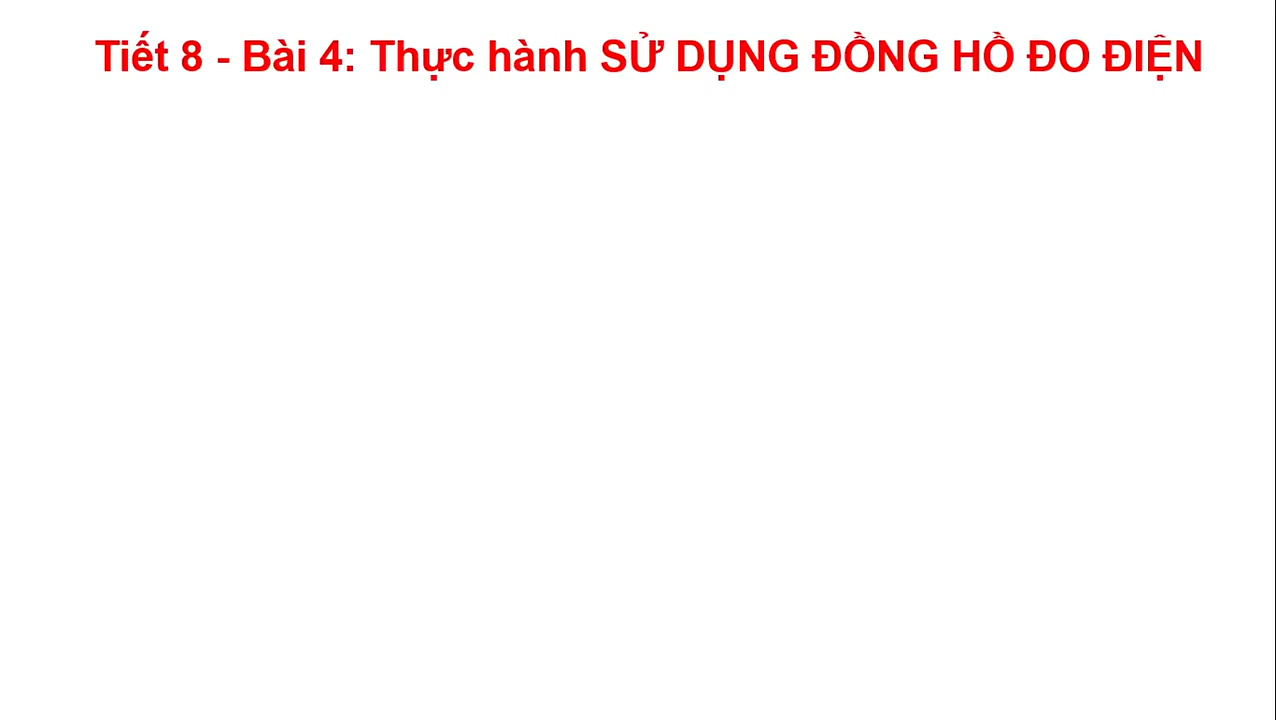 Tiết 8 - Bài 4: Thực hành SỬ DỤNG ĐỒNG HỒ ĐO ĐIỆN